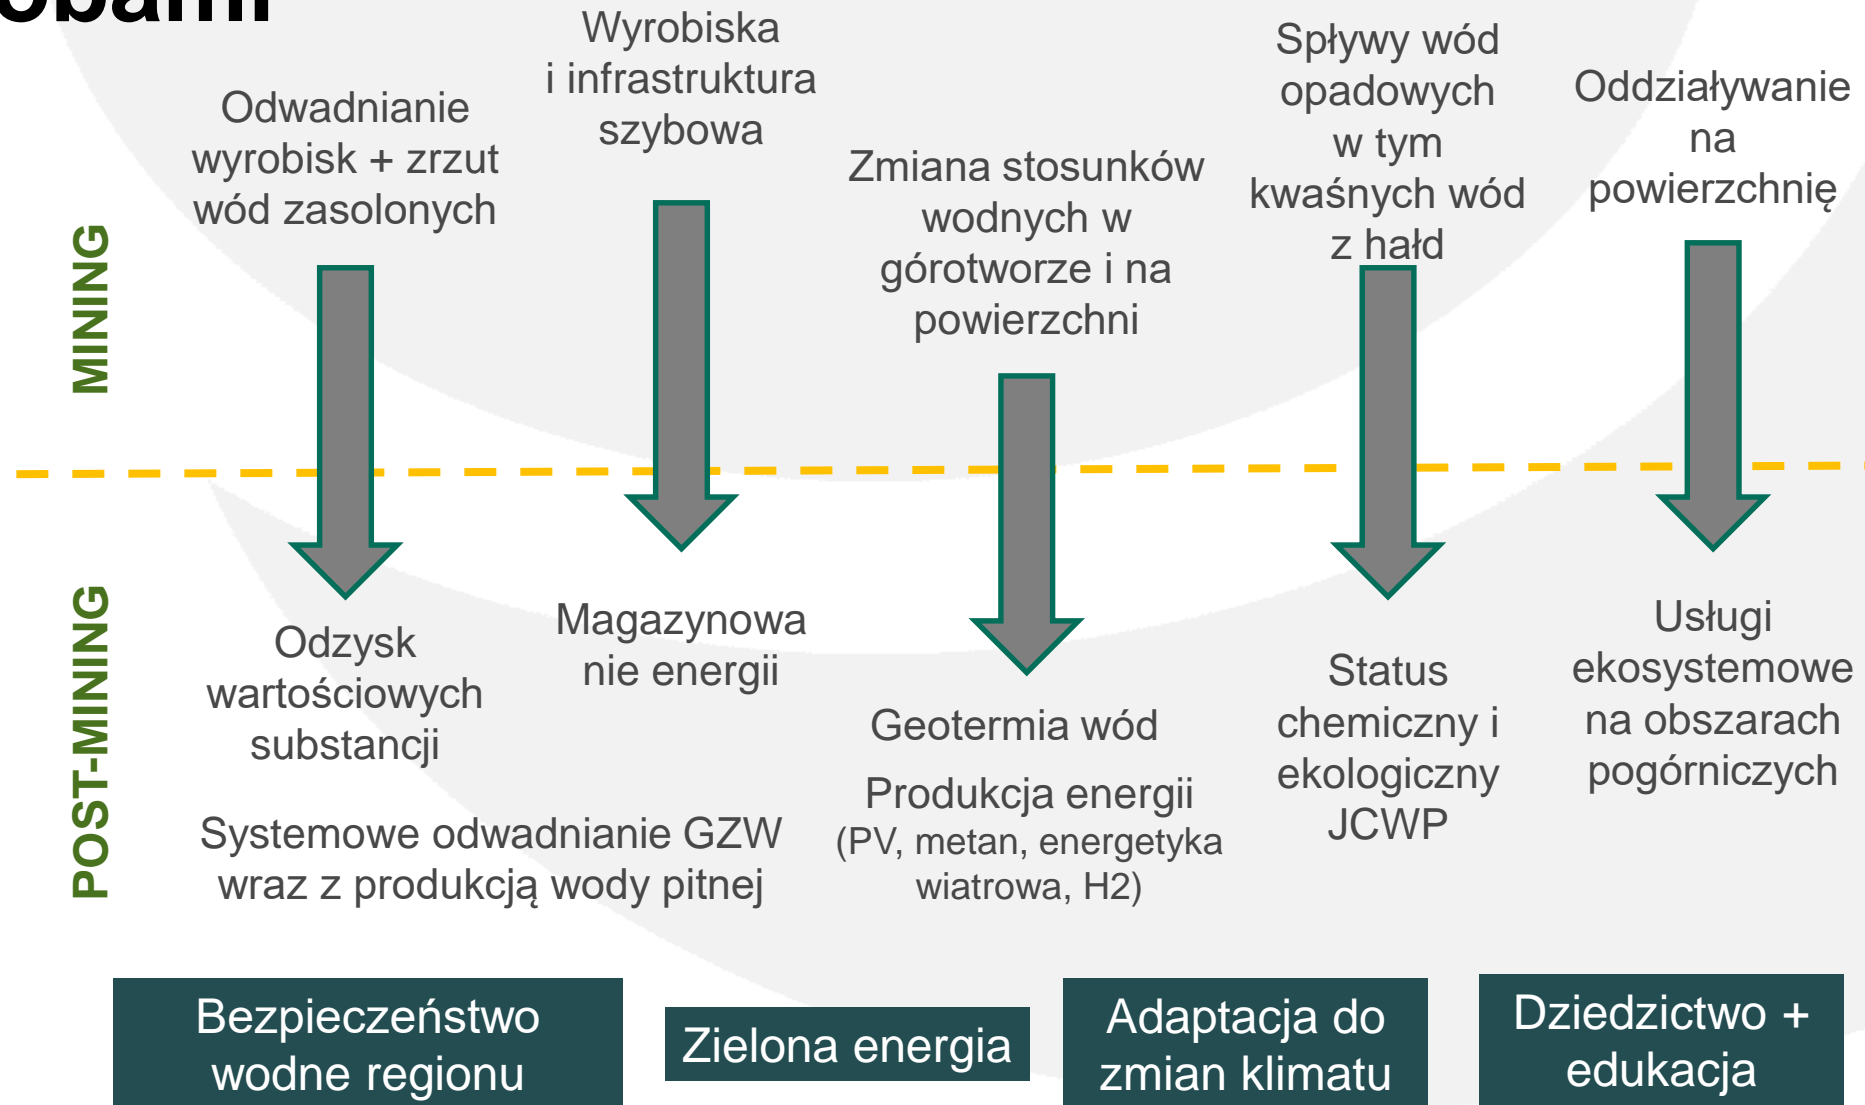 Odwadnianie
wyrobisk + zrzut
wód zasolonych
Wyrobiska
i infrastruktura
szybowa
Zmiana stosunków
wodnych w
górotworze i na
powierzchni
Spływy wód
opadowych
w tym
kwaśnych wód
z hałd
Oddziaływanie
na
powierzchnię
MINING
POST-MINING
Odzysk
wartościowych
substancji
Magazynowa
nie energii
Systemowe odwadnianie GZW
wraz z produkcją wody pitnej
Geotermia wód
Produkcja energii
(PV, metan, energetyka
wiatrowa, H2)
Status
chemiczny i
ekologiczny
JCWP
Usługi
ekosystemowe
na obszarach
pogórniczych
Bezpieczeństwo
wodne regionu
Zielona energia
Adaptacja do
zmian klimatu
Dziedzictwo +
edukacja